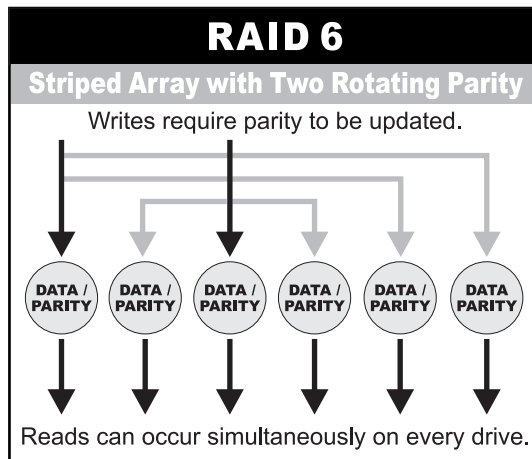 RAID 6
Striped Array with Two Rotating Parity
Writes require parity to be updated.
DATA /
PARITY
DATA /
PARITY
DATA /
PARITY
DATA /
PARITY
DATA /
PARITY
DATA
PARITY
Reads can occur simultaneously on every drive.